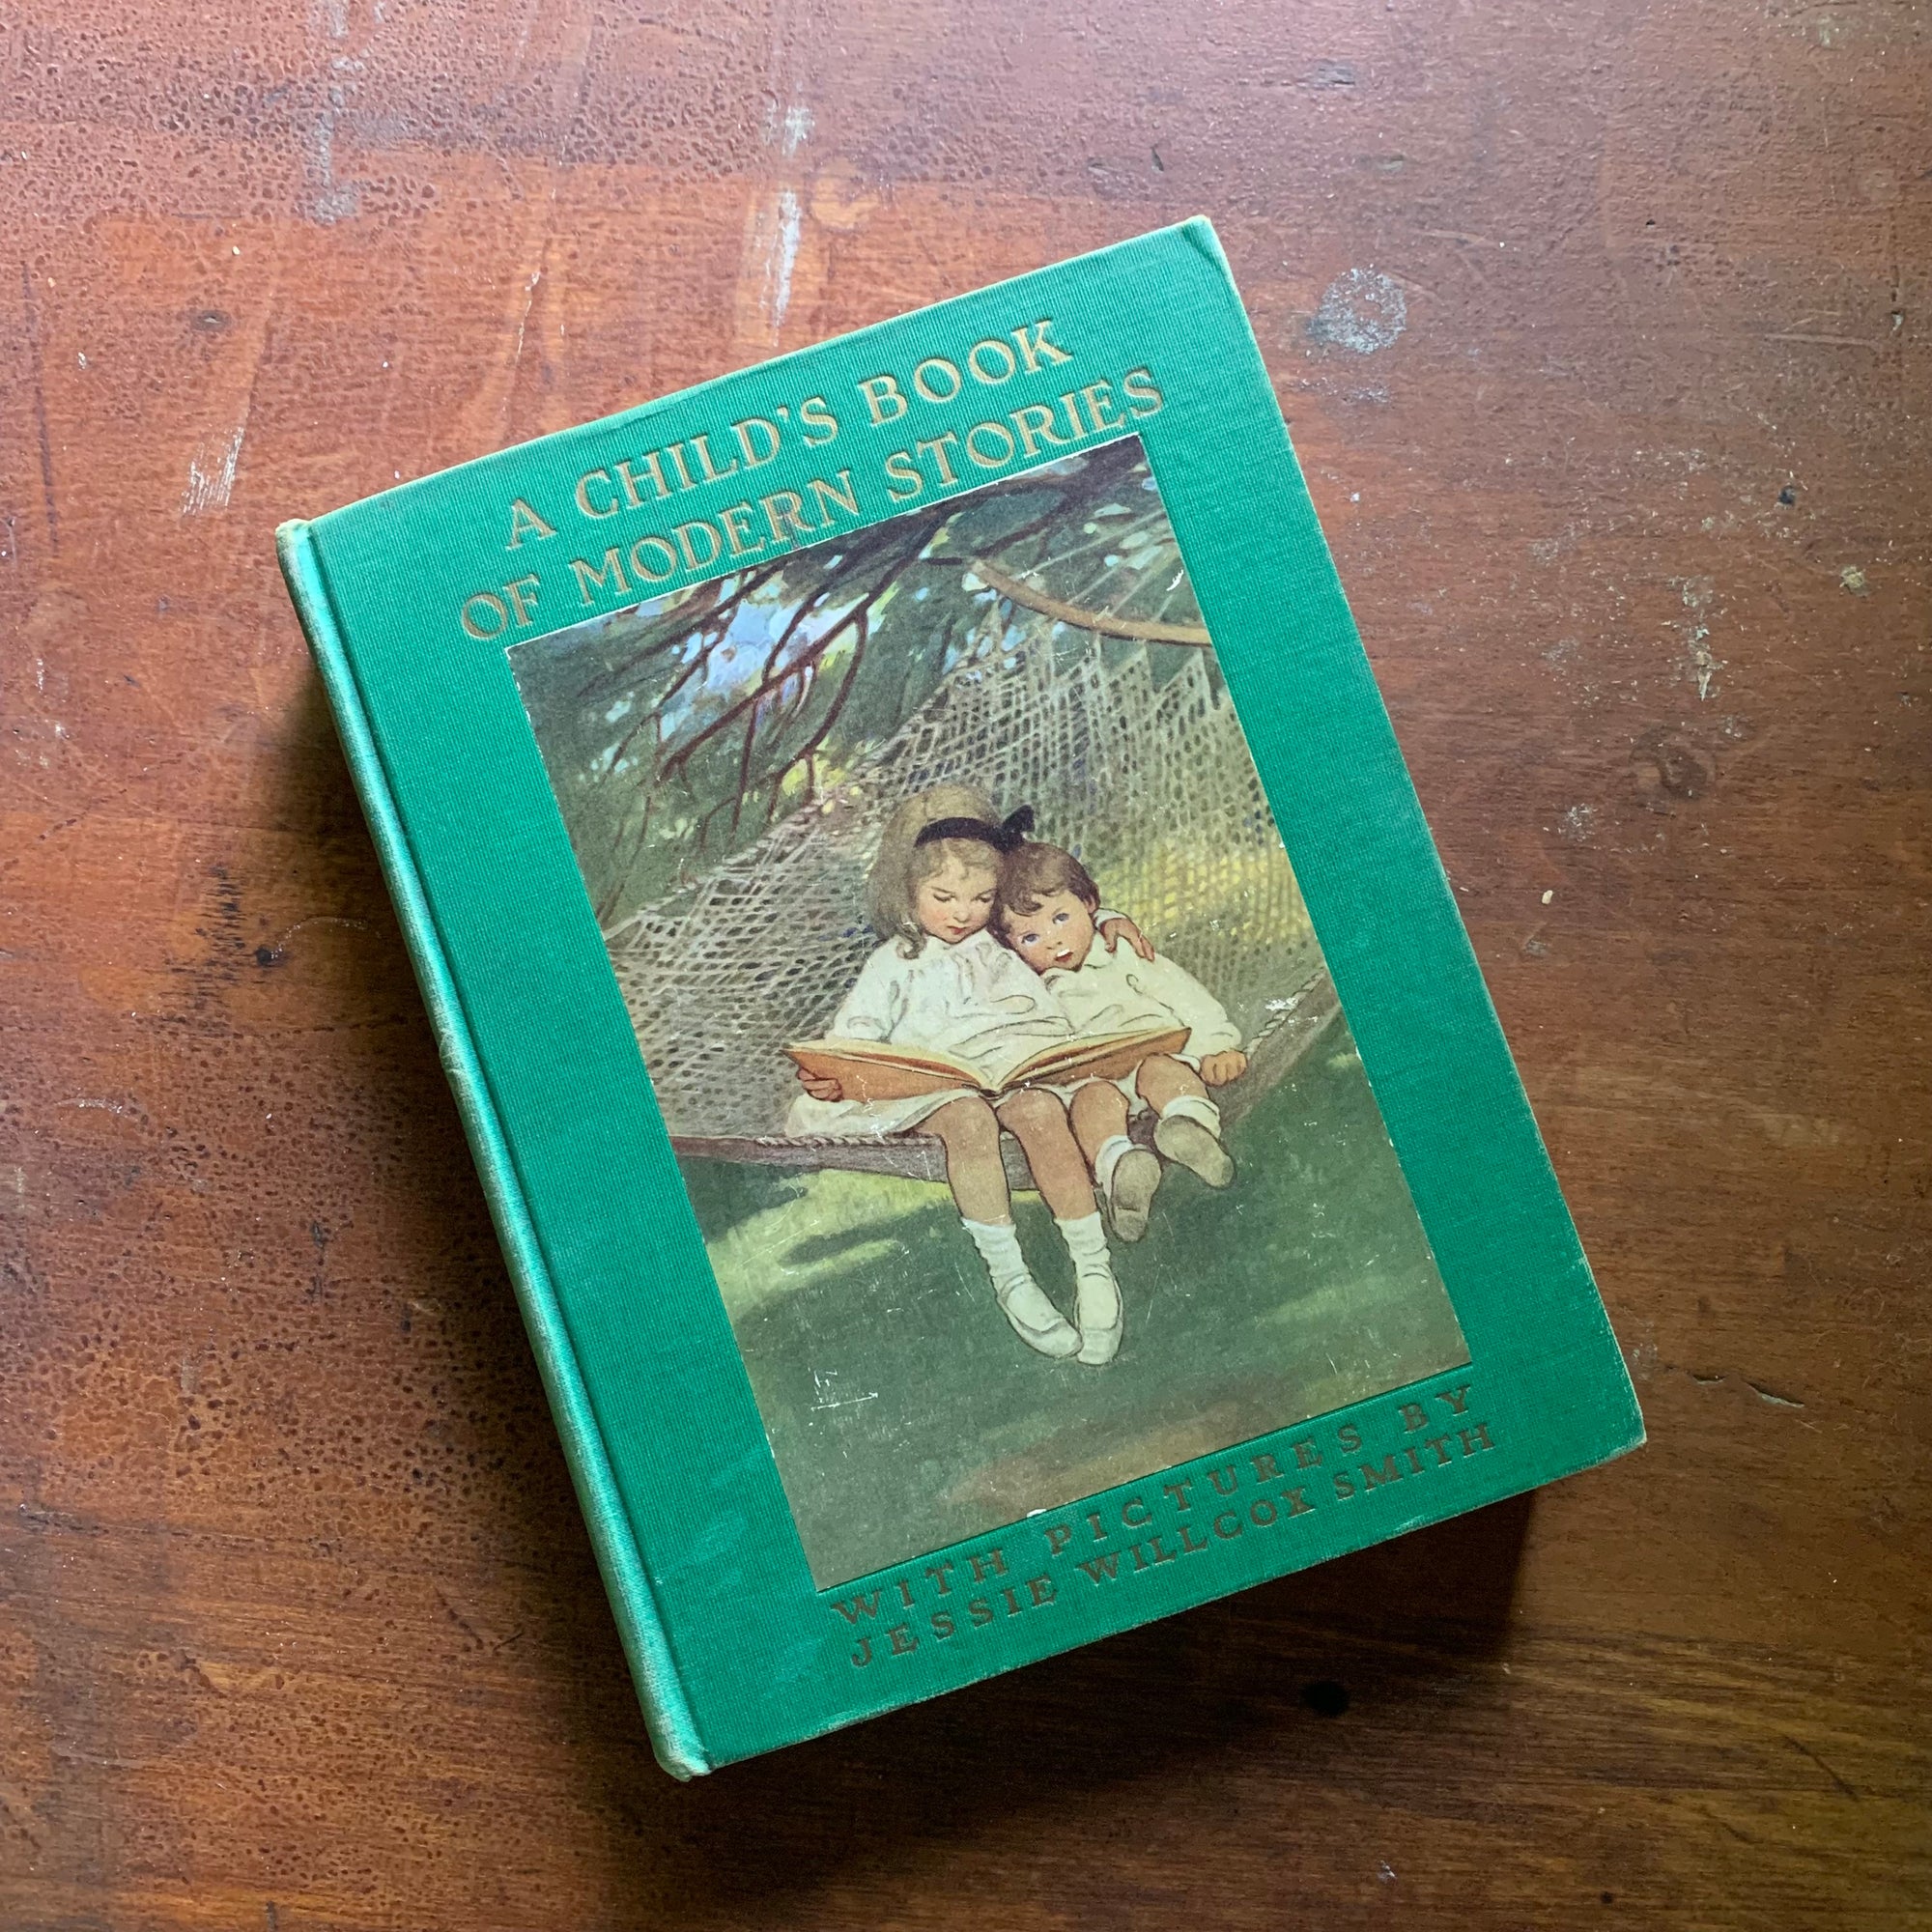 A CHILD'S BOOK
OF MODERN STORIES
WITH PICTURES BY
JESSIE WILLCOX SMITH